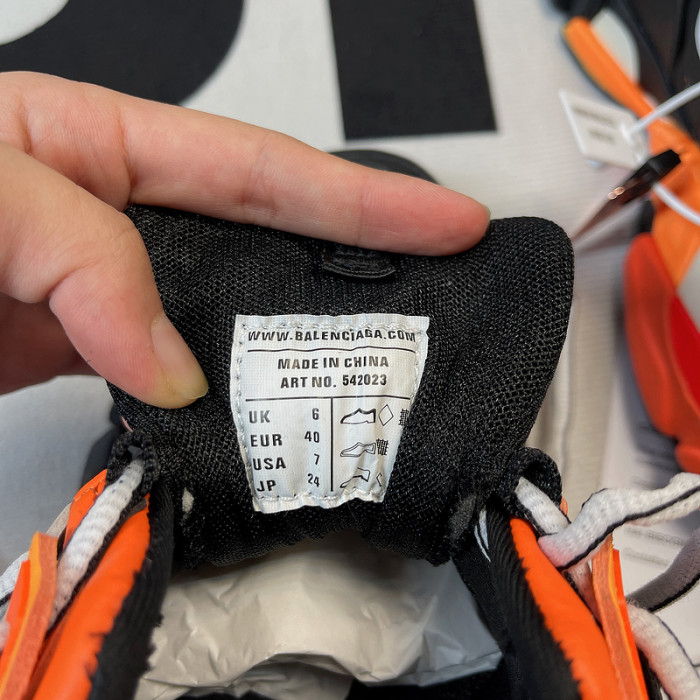 WWW.BALENCIAGA.COM
MADE IN CHINA
ART NO. 542023
UK 6
EUR 40
USA 7
JP 24